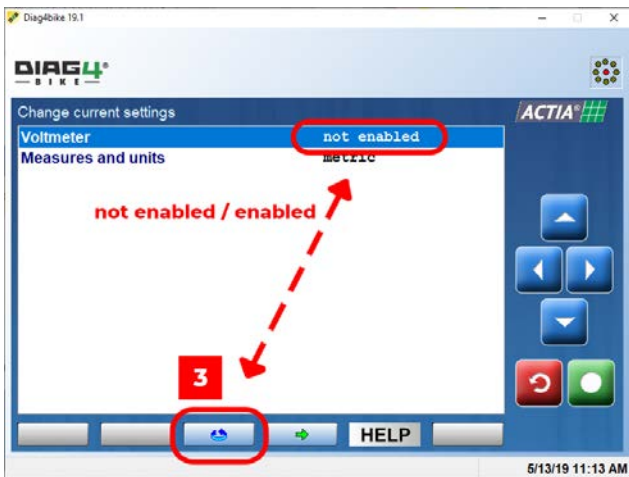 Diag4bike 19.1
DIAG4®
BIKE
Change current settings
ACTIA®
Voltmeter not enabled
Measures and units metric
not enabled / enabled
3
HELP
5/13/19 11:13 AM